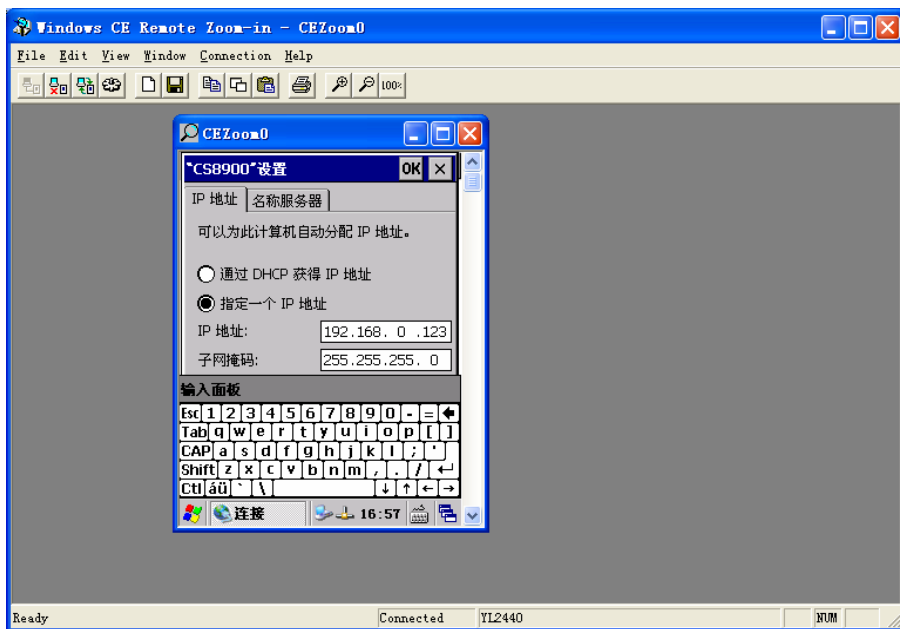 Windows CE Remote Zoom-in - CEZoom0
File Edit View Window Connection Help
100%
CEZoom0
"CS8900"设置 OK ×
IP 地址 名称服务器
可以为此计算机自动分配 IP 地址。
通过 DHCP 获得 IP 地址
指定一个 IP 地址
IP 地址: 192.168. 0 .123
子网掩码: 255.255.255. 0
输入面板
Esc 1 2 3 4 5 6 7 8 9 0 - =
Tab q w e r t y u i o p [ ]
CAP a s d f g h j k l ; '
Shift z x c v b n m , . /
Ctl áü ` \
连接 16:57
Ready Connected YL2440 NUM